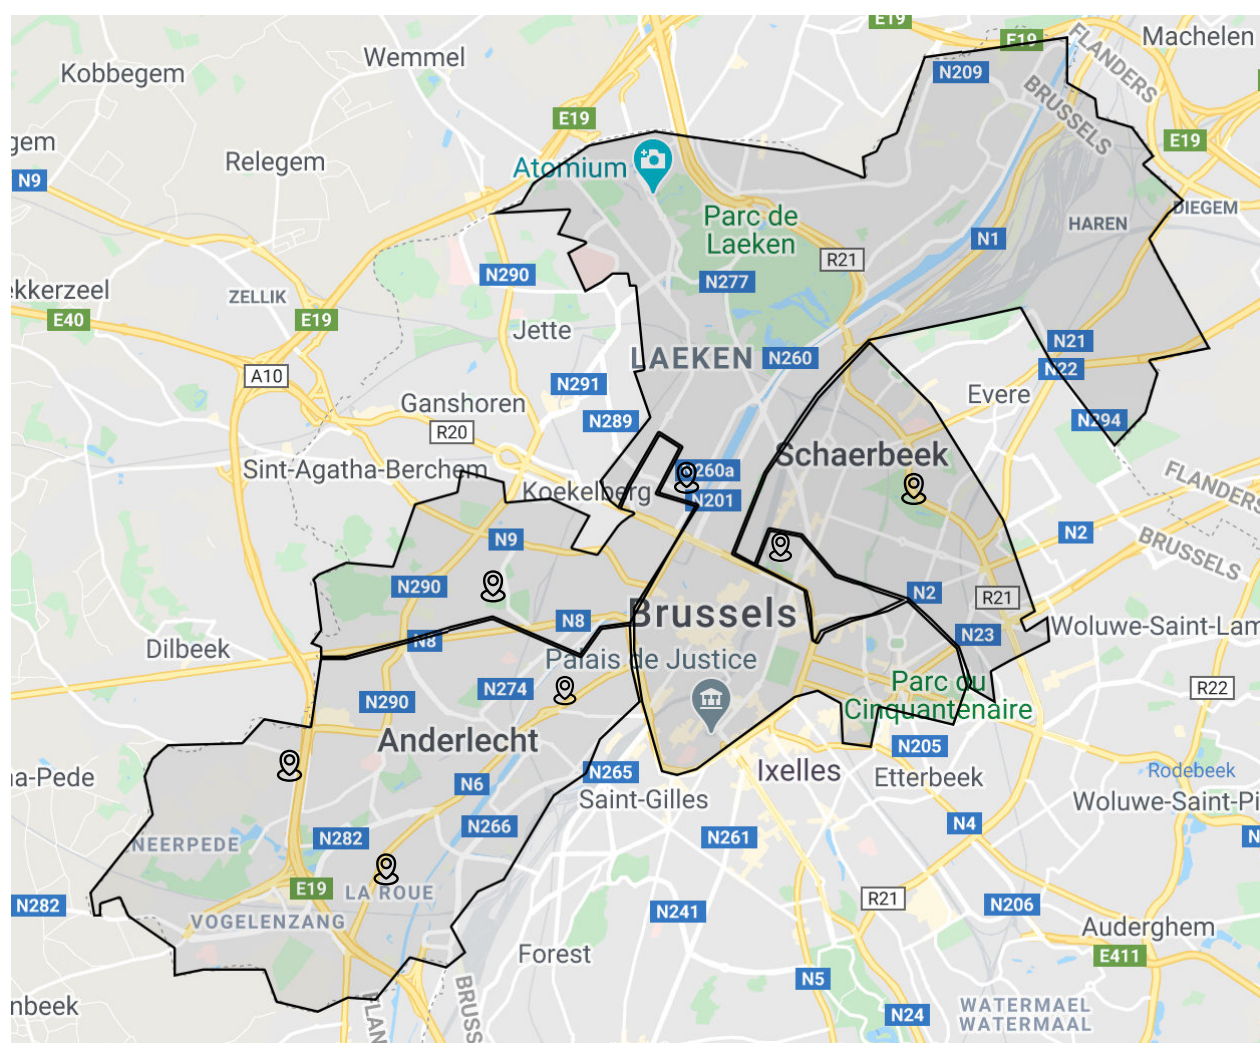 E19
E19
Machelen
Wemmel
FLANDERS
Kobbegem
N209
BRUSSELS
E19
E19
gem
Relegem
Atomium
N9
Parc de
Laeken
DIEGEM
HAREN
N1
R21
N290
N277
ekkerzeel
ZELLIK
E40
E19
Jette
N21
LAEKEN
N260
N22
A10
N291
Evere
Ganshoren
N289
N294
R20
Schaerbeek
Sint-Agatha-Berchem
N260a
FLANDERS
Koekelberg
N201
N2
N9
BRUSSELS
N290
N2
R21
Brussels
N8
Woluwe-Saint-Lam
N23
N8
Dilbeek
Palais de Justice
N274
Parc du
Cinquantenaire
R22
N290
Anderlecht
N205
Ixelles
N265
Etterbeek
Rodebeek
na-Pede
N6
Saint-Gilles
Woluwe-Saint-Pi
N266
N4
N282
N261
N
NEERPEDE
E19
LA ROUE
R21
N282
N241
N206
VOGELENZANG
Auderghem
Forest
E411
N5
nbeek
BRUSS
FLAN
N24
WATERMAEL
WATERMAAL